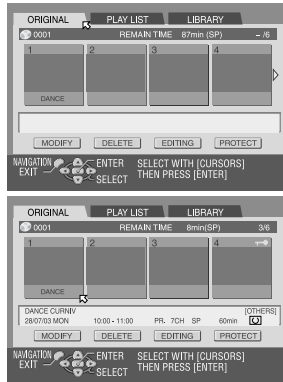 ORIGINAL PLAY LIST LIBRARY
0001 REMAIN TIME 87min (SP) – /6
1 2 3 4
DANCE
MODIFY DELETE EDITING PROTECT
NAVIGATION ENTER SELECT WITH [CURSORS]
EXIT SELECT THEN PRESS [ENTER]
ORIGINAL PLAY LIST LIBRARY
0001 REMAIN TIME 8min(SP) 3/6
1 2 3 4
DANCE
DANCE CURNIV [OTHERS]
28/07/03 MON 10:00 - 11:00 PR. 7CH SP 60min
MODIFY DELETE EDITING PROTECT
NAVIGATION ENTER SELECT WITH [CURSORS]
EXIT SELECT THEN PRESS [ENTER]